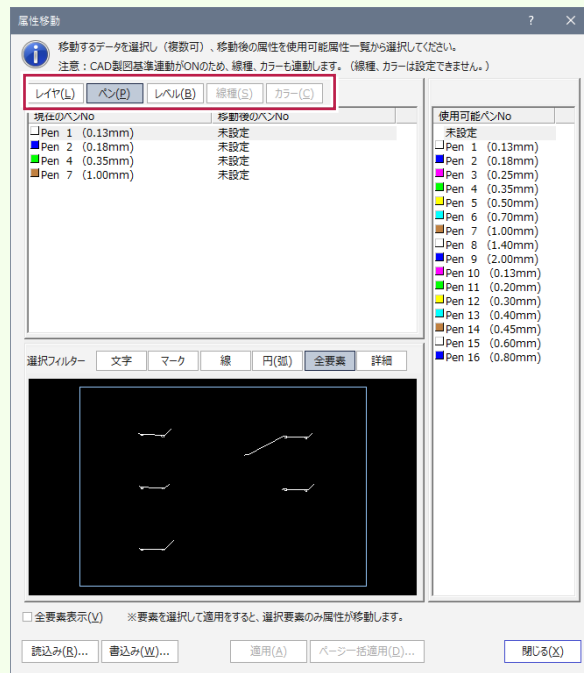 属性移動 ? ×
移動するデータを選択し（複数可）、移動後の属性を使用可能属性一覧から選択してください。
注意：CAD製図基準連動がONのため、線種、カラーも連動します。（線種、カラーは設定できません。）
レイヤ(L) ペン(P) レベル(B) 線種(S) カラー(C)
現在のペンNo 移動後のペンNo
Pen 1 （0.13mm） 未設定
Pen 2 （0.18mm） 未設定
Pen 4 （0.35mm） 未設定
Pen 7 （1.00mm） 未設定
使用可能ペンNo
未設定
Pen 1 （0.13mm）
Pen 2 （0.18mm）
Pen 3 （0.25mm）
Pen 4 （0.35mm）
Pen 5 （0.50mm）
Pen 6 （0.70mm）
Pen 7 （1.00mm）
Pen 8 （1.40mm）
Pen 9 （2.00mm）
Pen 10 （0.13mm）
Pen 11 （0.20mm）
Pen 12 （0.30mm）
Pen 13 （0.40mm）
Pen 14 （0.45mm）
Pen 15 （0.60mm）
Pen 16 （0.80mm）
選択フィルター 文字 マーク 線 円(弧) 全要素 詳細
全要素表示(V) ※要素を選択して適用をすると、選択要素のみ属性が移動します。
読込み(R)... 書込み(W)... 適用(A) ページ一括適用(D)... 閉じる(X)